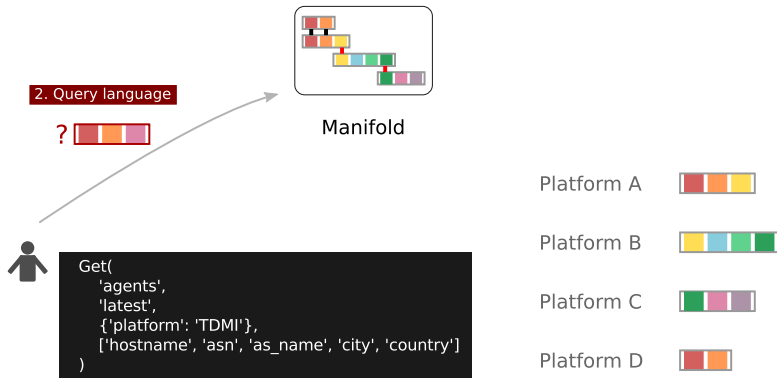 2. Query language
?
Manifold
Platform A
Platform B
Platform C
Platform D
Get(
'agents',
'latest',
{'platform': 'TDMI'},
['hostname', 'asn', 'as_name', 'city', 'country']
)